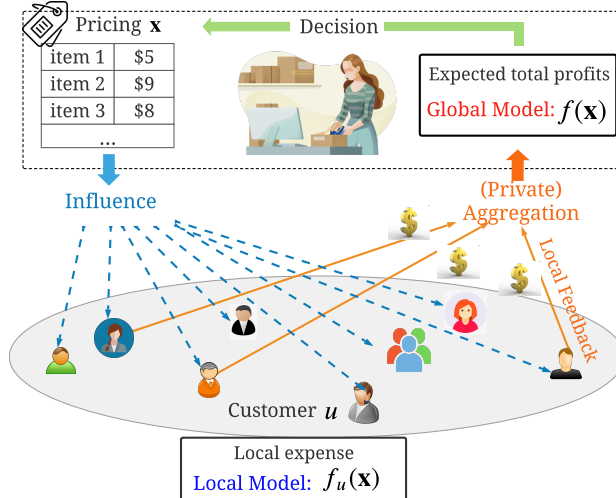 Pricing x
Decision
item 1 $5
item 2 $9
item 3 $8
...
Expected total profits
Global Model: f(x)
Influence
(Private)
Aggregation
$
$
$
Local Feedback
Customer u
Local expense
Local Model: f_u(x)